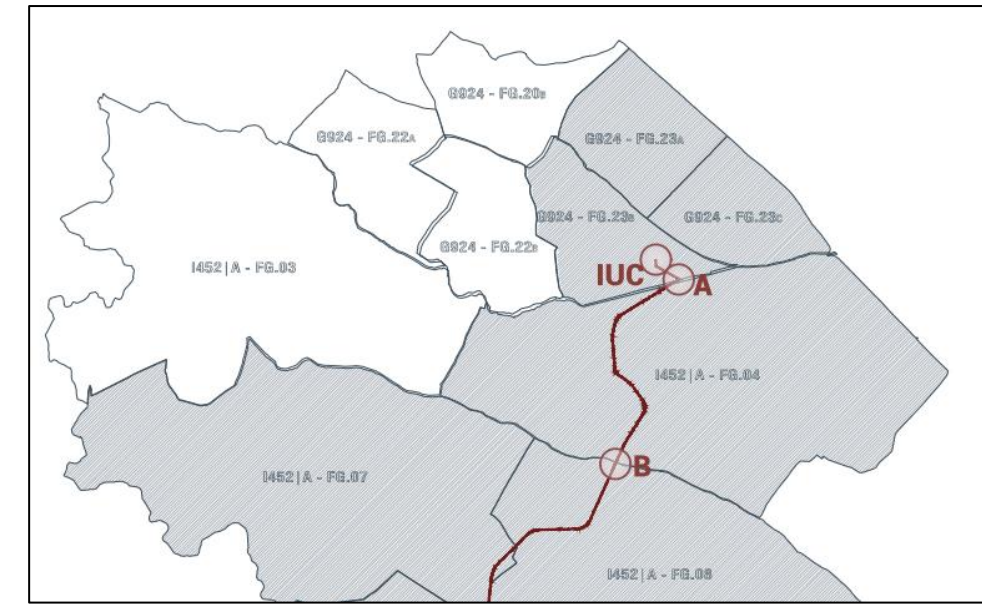 G924 - FG.20B
G924 - FG.22A
G924 - FG.23A
G924 - FG.23B
G924 - FG.23C
G924 - FG.22B
I452|A - FG.03
IUC
A
I452|A - FG.04
B
I452|A - FG.07
I452|A - FG.08